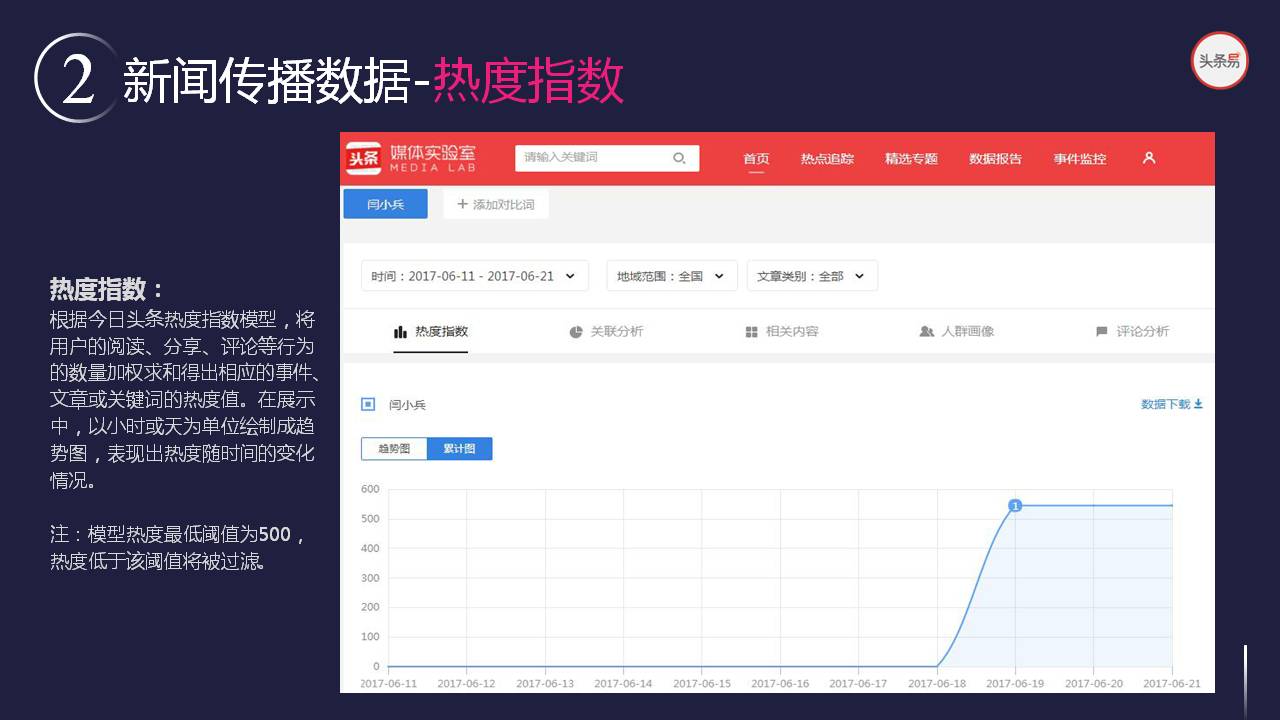 2 新闻传播数据-热度指数
头条易
头条 媒体实验室
MEDIA LAB
请输入关键词
首页 热点追踪 精选专题 数据报告 事件监控
闫小兵 + 添加对比词
时间：2017-06-11 - 2017-06-21 地域范围：全国 文章类别：全部
热度指数 关联分析 相关内容 人群画像 评论分析
闫小兵 数据下载
趋势图 累计图
600
500
400
300
200
100
0
1
2017-06-11 2017-06-12 2017-06-13 2017-06-14 2017-06-15 2017-06-16 2017-06-17 2017-06-18 2017-06-19 2017-06-20 2017-06-21
热度指数：
根据今日头条热度指数模型，将
用户的阅读、分享、评论等行为
的数量加权求和得出相应的事件、
文章或关键词的热度值。在展示
中，以小时或天为单位绘制成趋
势图，表现出热度随时间的变化
情况。
注：模型热度最低阈值为500，
热度低于该阈值将被过滤。